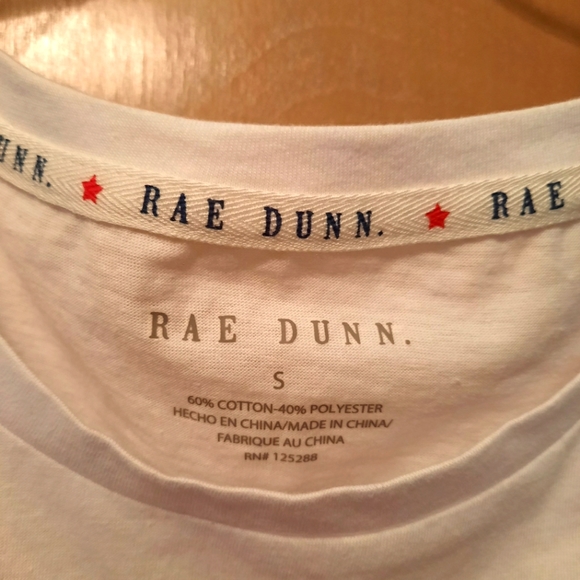 UNN. RAE DUNN. RAE
RAE DUNN.
S
60% COTTON-40% POLYESTER
HECHO EN CHINA/MADE IN CHINA/
FABRIQUE AU CHINA
RN# 125288